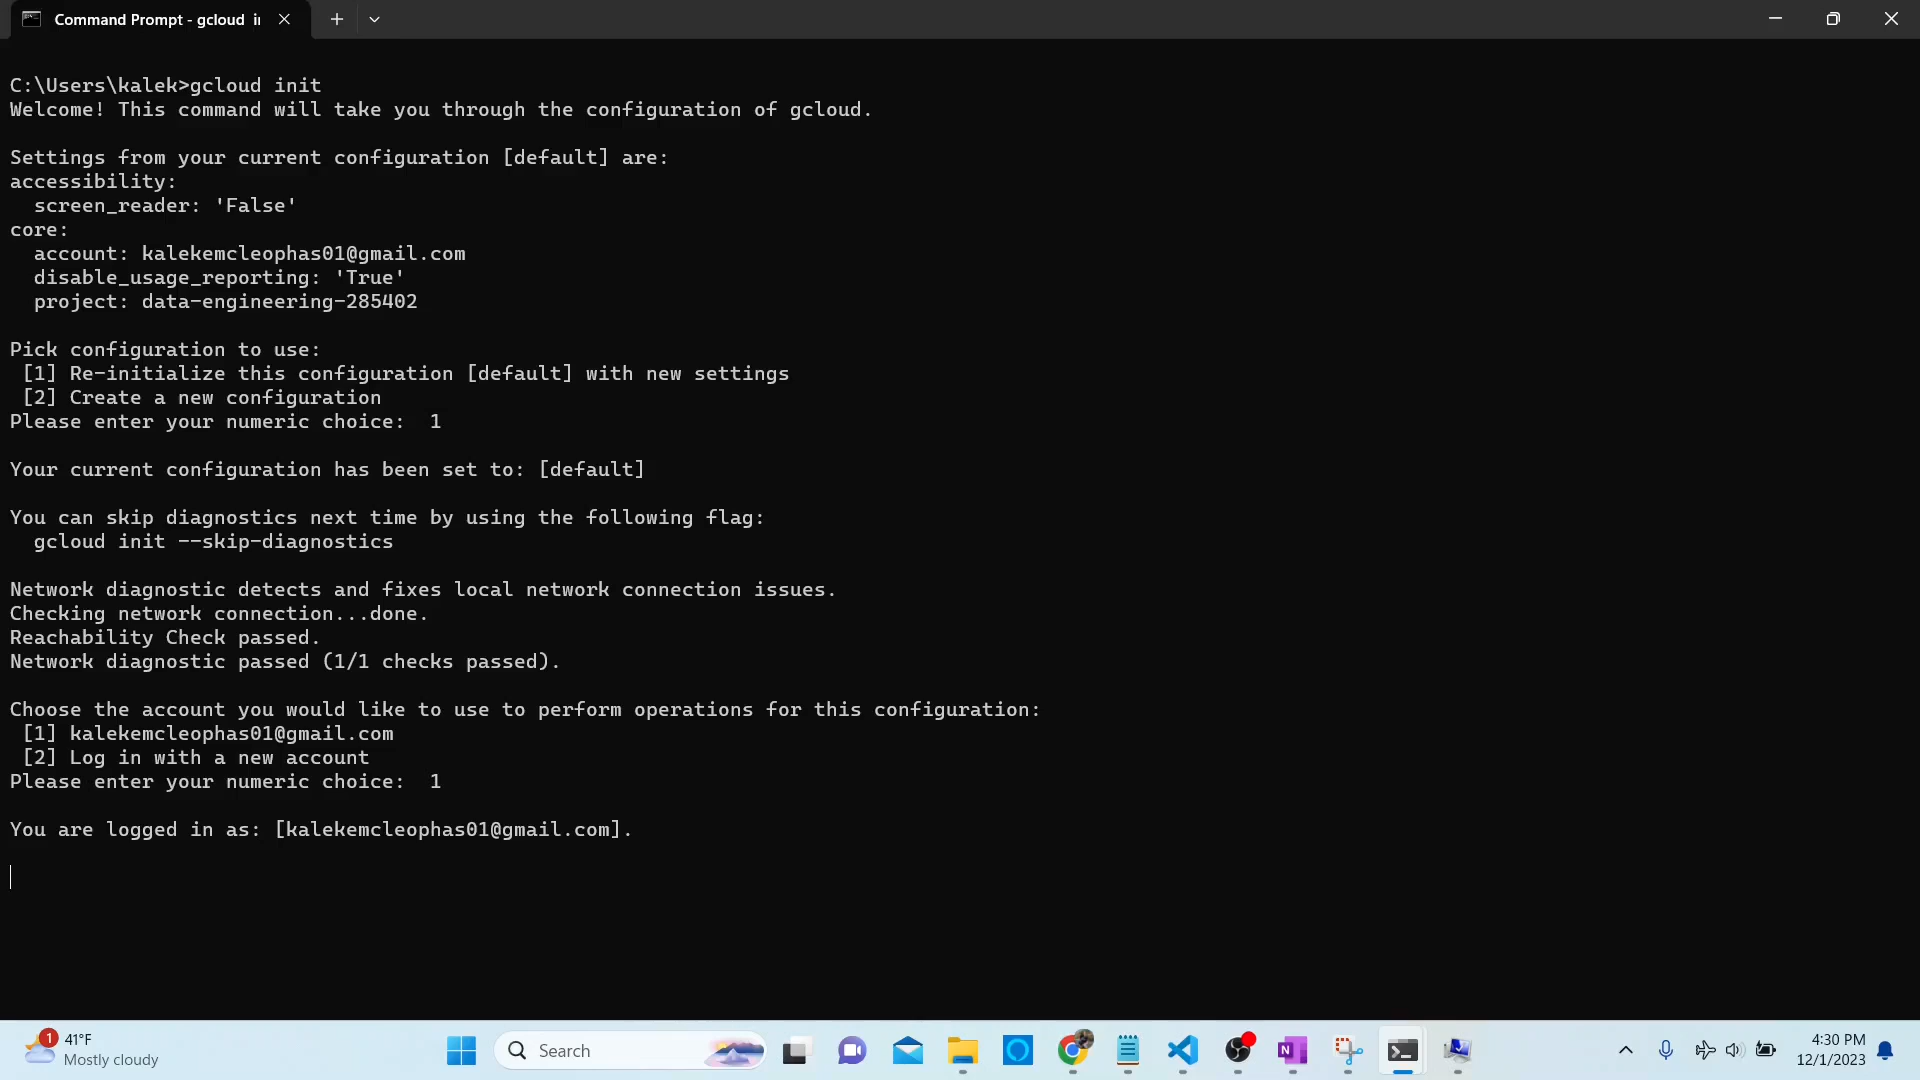 Command Prompt - gcloud i
C:\Users\kalek>gcloud init
Welcome! This command will take you through the configuration of gcloud.
Settings from your current configuration [default] are:
accessibility:
  screen_reader: 'False'
core:
  account: kalekemcleophas01@gmail.com
  disable_usage_reporting: 'True'
  project: data-engineering-285402
Pick configuration to use:
 [1] Re-initialize this configuration [default] with new settings
 [2] Create a new configuration
Please enter your numeric choice:  1
Your current configuration has been set to: [default]
You can skip diagnostics next time by using the following flag:
  gcloud init --skip-diagnostics
Network diagnostic detects and fixes local network connection issues.
Checking network connection...done.
Reachability Check passed.
Network diagnostic passed (1/1 checks passed).
Choose the account you would like to use to perform operations for this configuration:
 [1] kalekemcleophas01@gmail.com
 [2] Log in with a new account
Please enter your numeric choice:  1
You are logged in as: [kalekemcleophas01@gmail.com].
1
41°F
Mostly cloudy
Search
N
4:30 PM
12/1/2023